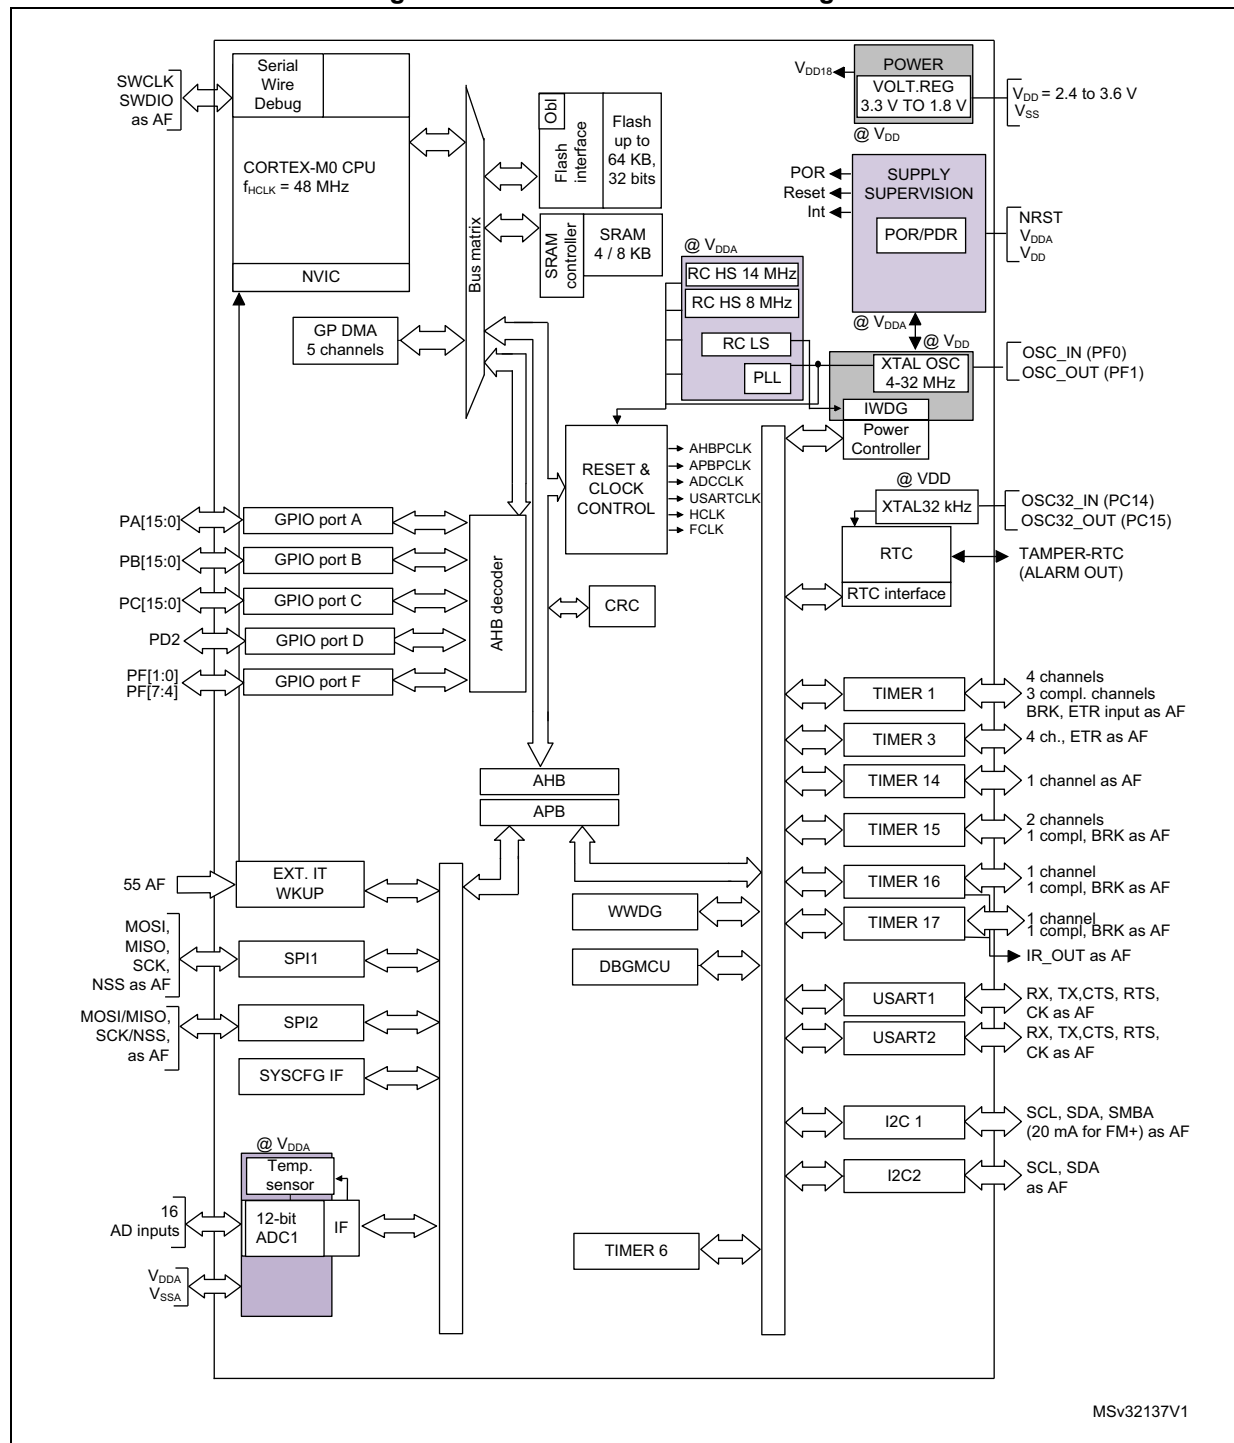 SWCLK
SWDIO
as AF
Serial
Wire
Debug
CORTEX-M0 CPU
fHCLK = 48 MHz
NVIC
GP DMA
5 channels
Bus matrix
Obl
Flash
interface
Flash
up to
64 KB,
32 bits
SRAM
controller
SRAM
4 / 8 KB
VDD18
POWER
VOLT.REG
3.3 V TO 1.8 V
@ VDD
VDD = 2.4 to 3.6 V
VSS
POR
Reset
Int
SUPPLY
SUPERVISION
POR/PDR
NRST
VDDA
VDD
@ VDDA
RC HS 14 MHz
RC HS 8 MHz
RC LS
PLL
@ VDDA
@ VDD
XTAL OSC
4-32 MHz
OSC_IN (PF0)
OSC_OUT (PF1)
IWDG
Power
Controller
RESET &
CLOCK
CONTROL
AHBPCLK
APBPCLK
ADCCLK
USARTCLK
HCLK
FCLK
@ VDD
XTAL32 kHz
OSC32_IN (PC14)
OSC32_OUT (PC15)
RTC
RTC interface
TAMPER-RTC
(ALARM OUT)
PA[15:0]
GPIO port A
PB[15:0]
GPIO port B
PC[15:0]
GPIO port C
PD2
GPIO port D
PF[1:0]
PF[7:4]
GPIO port F
AHB decoder
CRC
AHB
APB
TIMER 1
4 channels
3 compl. channels
BRK, ETR input as AF
TIMER 3
4 ch., ETR as AF
TIMER 14
1 channel as AF
TIMER 15
2 channels
1 compl, BRK as AF
TIMER 16
1 channel
1 compl, BRK as AF
TIMER 17
1 channel
1 compl, BRK as AF
IR_OUT as AF
55 AF
EXT. IT
WKUP
WWDG
DBGMCU
MOSI,
MISO,
SCK,
NSS as AF
SPI1
MOSI/MISO,
SCK/NSS,
as AF
SPI2
SYSCFG IF
USART1
RX, TX,CTS, RTS,
CK as AF
USART2
RX, TX,CTS, RTS,
CK as AF
I2C 1
SCL, SDA, SMBA
(20 mA for FM+) as AF
I2C2
SCL, SDA
as AF
@ VDDA
Temp.
sensor
16
AD inputs
12-bit
ADC1
IF
VDDA
VSSA
TIMER 6
MSv32137V1